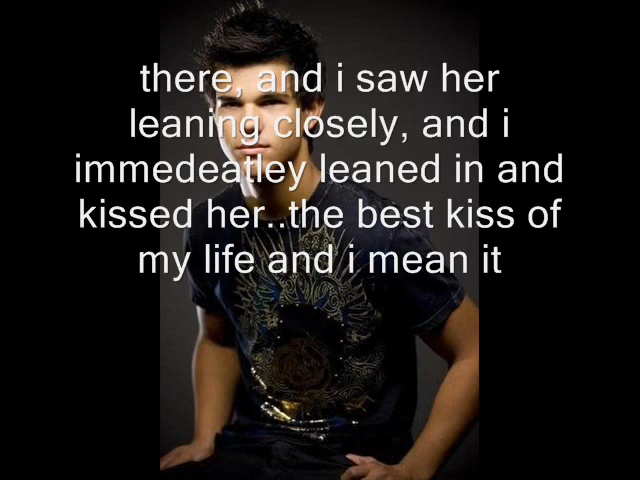 there, and i saw her
leaning closely, and i
immedeatley leaned in and
kissed her..the best kiss of
my life and i mean it